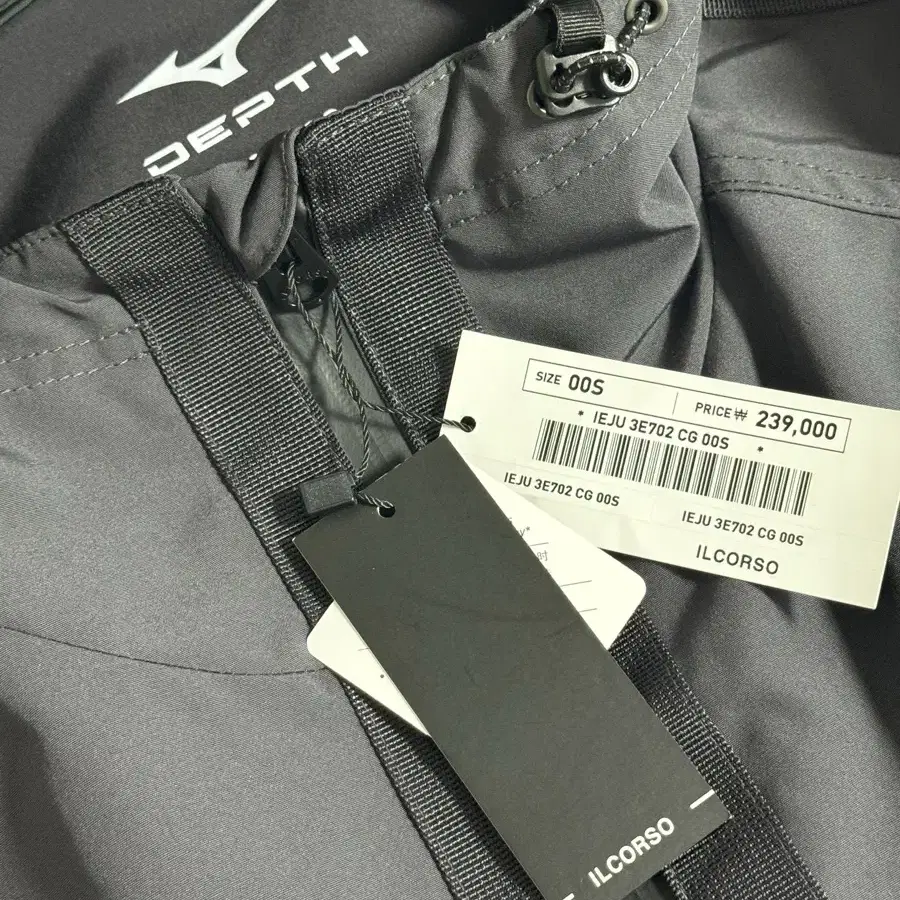 DEPTH
SIZE 00S
PRICE ₩ 239,000
* IEJU 3E702 CG 00S *
IEJU 3E702 CG 00S
IEJU 3E702 CG 00S
ILCORSO
ILCORSO